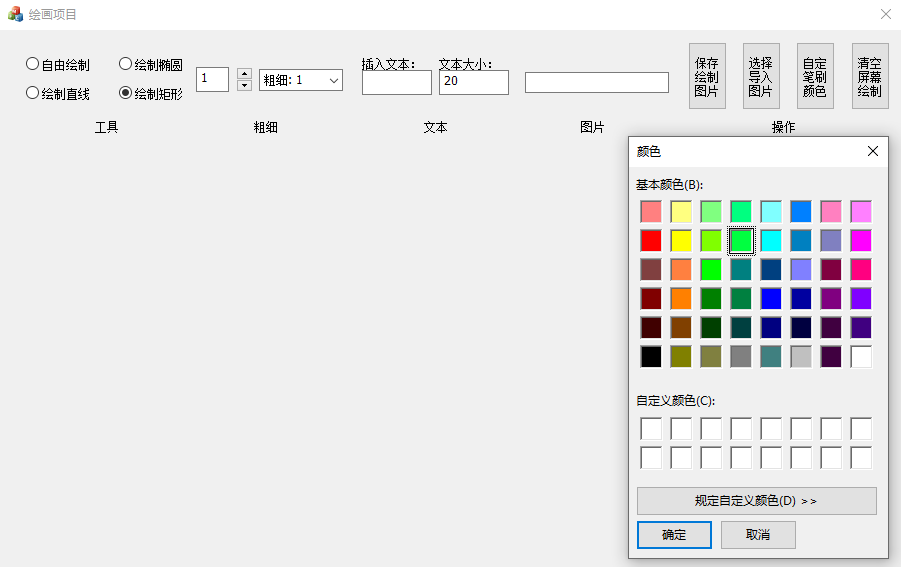 绘画项目
自由绘制
绘制椭圆
绘制直线
绘制矩形
1
粗细: 1
插入文本:
文本大小:
20
保存
绘制
图片
选择
导入
图片
自定
笔刷
颜色
清空
屏幕
绘制
工具
粗细
文本
图片
操作
颜色
基本颜色(B):
自定义颜色(C):
规定自定义颜色(D) >>
确定
取消